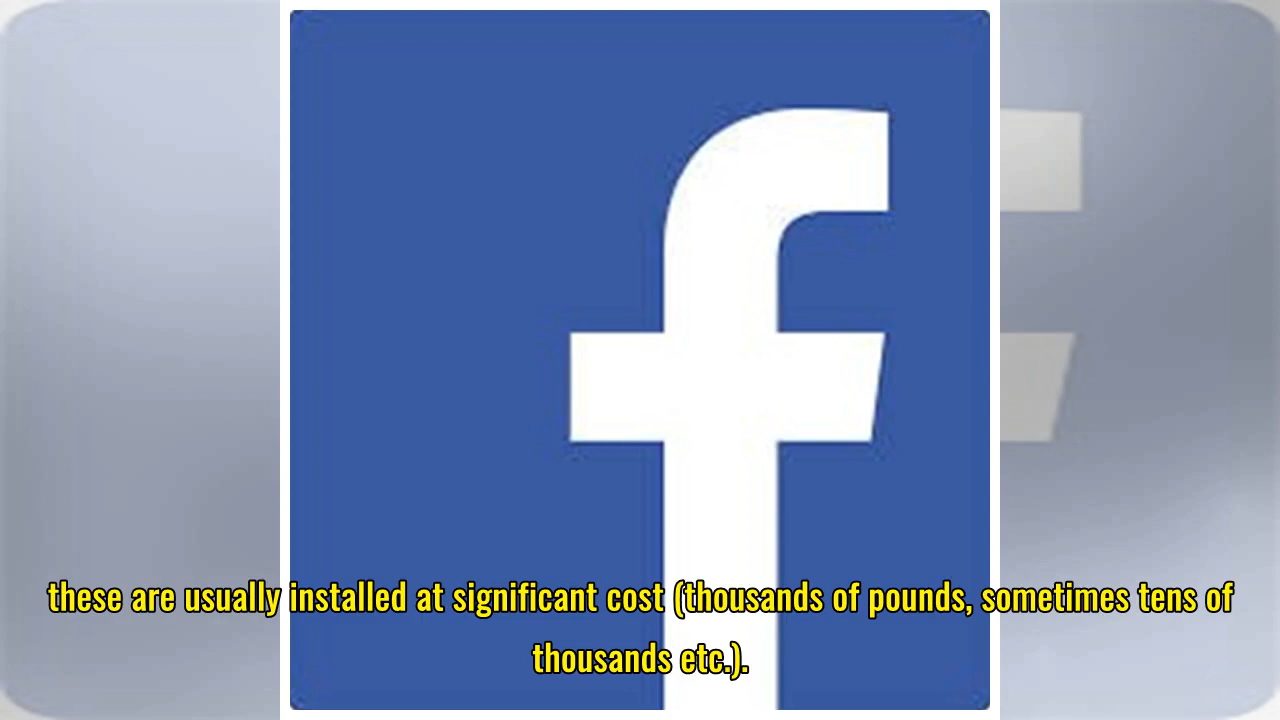 these are usually installed at significant cost (thousands of pounds, sometimes tens of
thousands etc.).